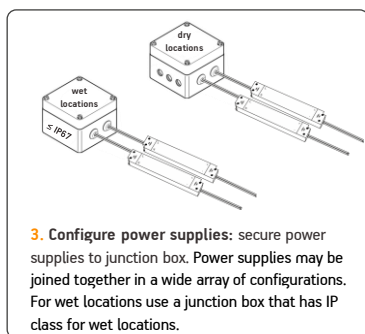 dry
locations
wet
locations
≤ IP67
3. Configure power supplies: secure power
supplies to junction box. Power supplies may be
joined together in a wide array of configurations.
For wet locations use a junction box that has IP
class for wet locations.